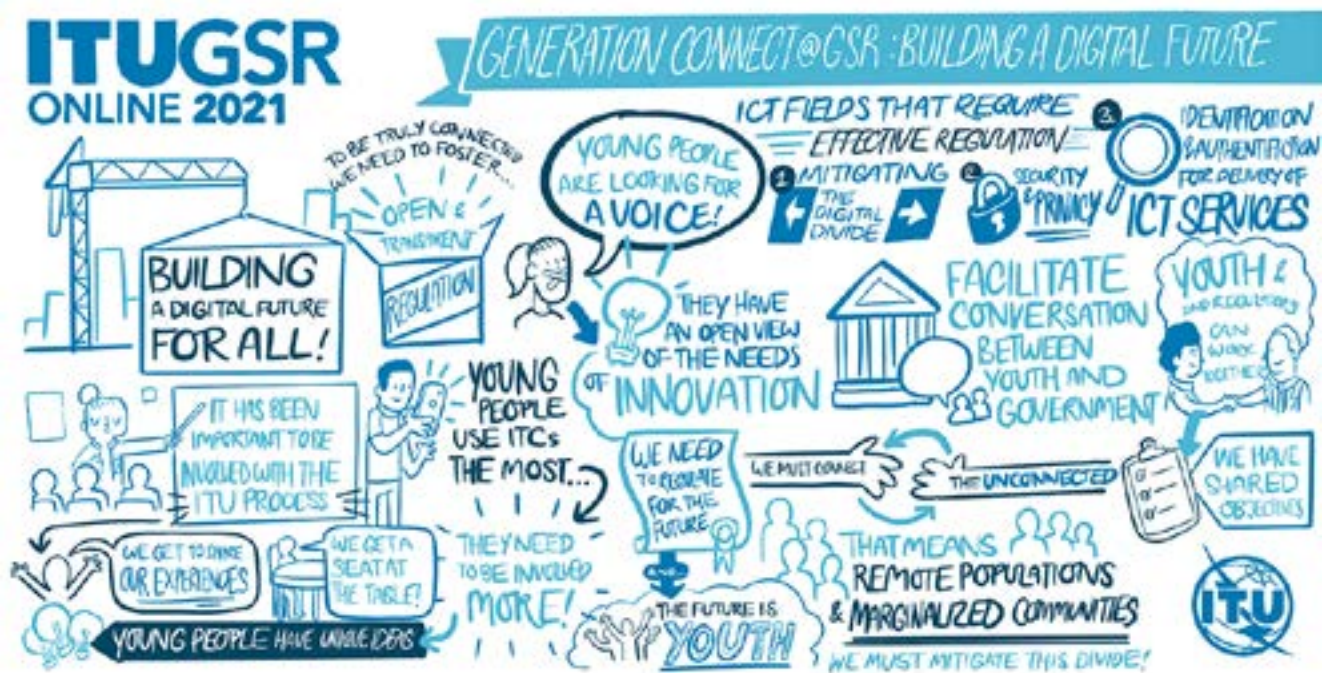 ITUGSR
ONLINE 2021
GENERATION CONNECT@GSR: BUILDING A DIGITAL FUTURE
TO BE TRULY CONNECTED
WE NEED TO FOSTER...
OPEN &
TRANSPARENT
REGULATION
BUILDING
A DIGITAL FUTURE
FOR ALL!
YOUNG PEOPLE
ARE LOOKING FOR
A VOICE!
ICT FIELDS THAT REQUIRE
EFFECTIVE REGULATION
1 MITIGATING
THE
DIGITAL
DIVIDE
2 SECURITY
& PRIVACY
3
IDENTIFICATION
& AUTHENTIFICTION
FOR DELIVERY OF
ICT SERVICES
THEY HAVE
AN OPEN VIEW
OF THE NEEDS
OF INNOVATION
FACILITATE
CONVERSATION
BETWEEN
YOUTH AND
GOVERNMENT
YOUTH &
CAN
WORK
TOGETHER
IT HAS BEEN
IMPORTANT TO BE
INVOLVED WITH THE
ITU PROCESS
YOUNG
PEOPLE
USE ITCs
THE MOST...
WE NEED
TO REGULATE
FOR THE
FUTURE
WE MUST CONNECT
THE UNCONNECTED
WE HAVE
SHARED
OBJECTIVES
WE GET TO SHARE
OUR EXPERIENCES
WE GET A
SEAT AT
THE TABLE!
THEY NEED
TO BE INVOLVED
MORE!
YOUNG PEOPLE HAVE UNIQUE IDEAS
THE FUTURE IS
YOUTH
THAT MEANS
REMOTE POPULATIONS
& MARGINALIZED COMMUNITIES
WE MUST MITIGATE THIS DIVIDE!
ITU